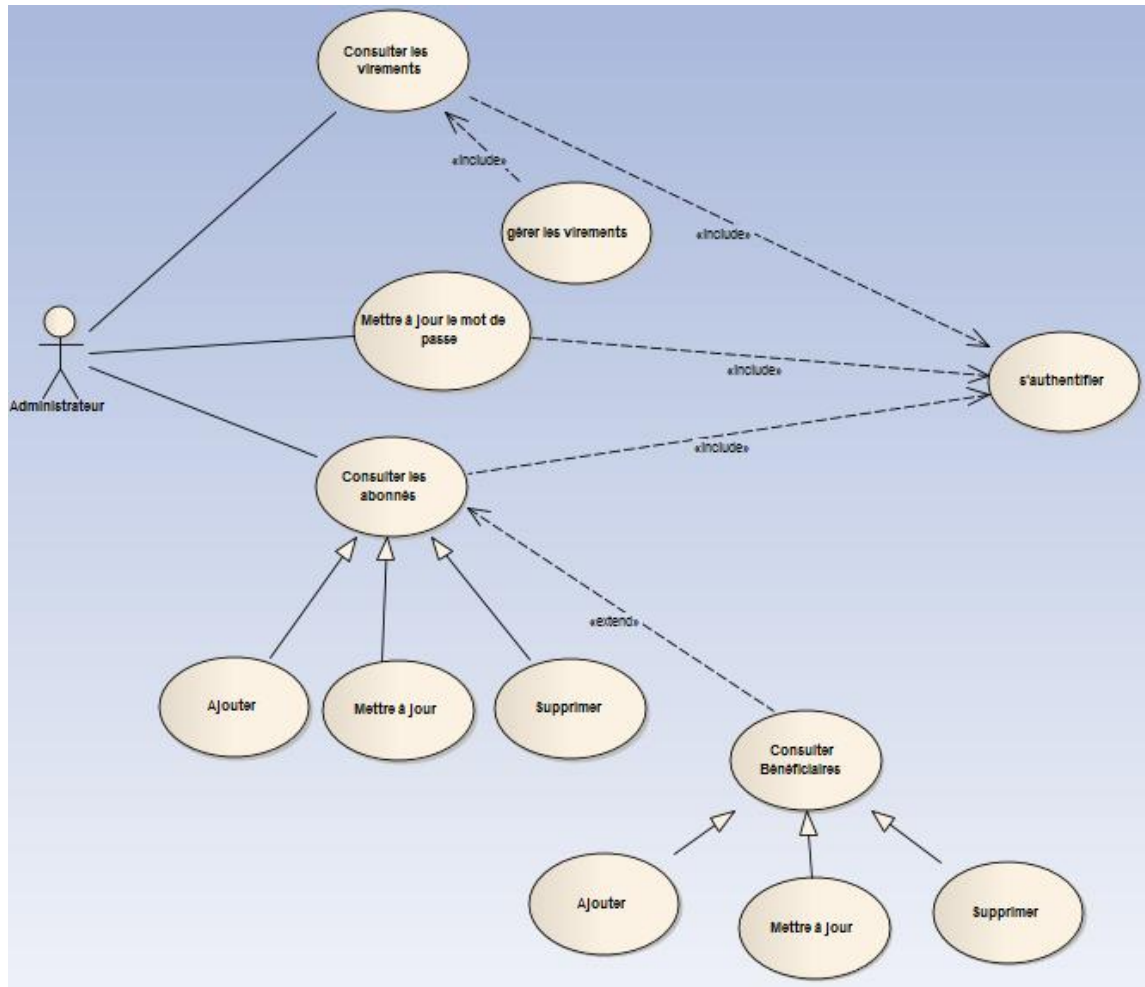 Consulter les
virements
«include»
gérer les virements
«include»
Mettre à jour le mot de
passe
«include»
s'authentifier
Administrateur
«include»
Consulter les
abonnés
«extend»
Ajouter
Mettre à jour
Supprimer
Consulter
Bénéficiaires
Ajouter
Mettre à jour
Supprimer